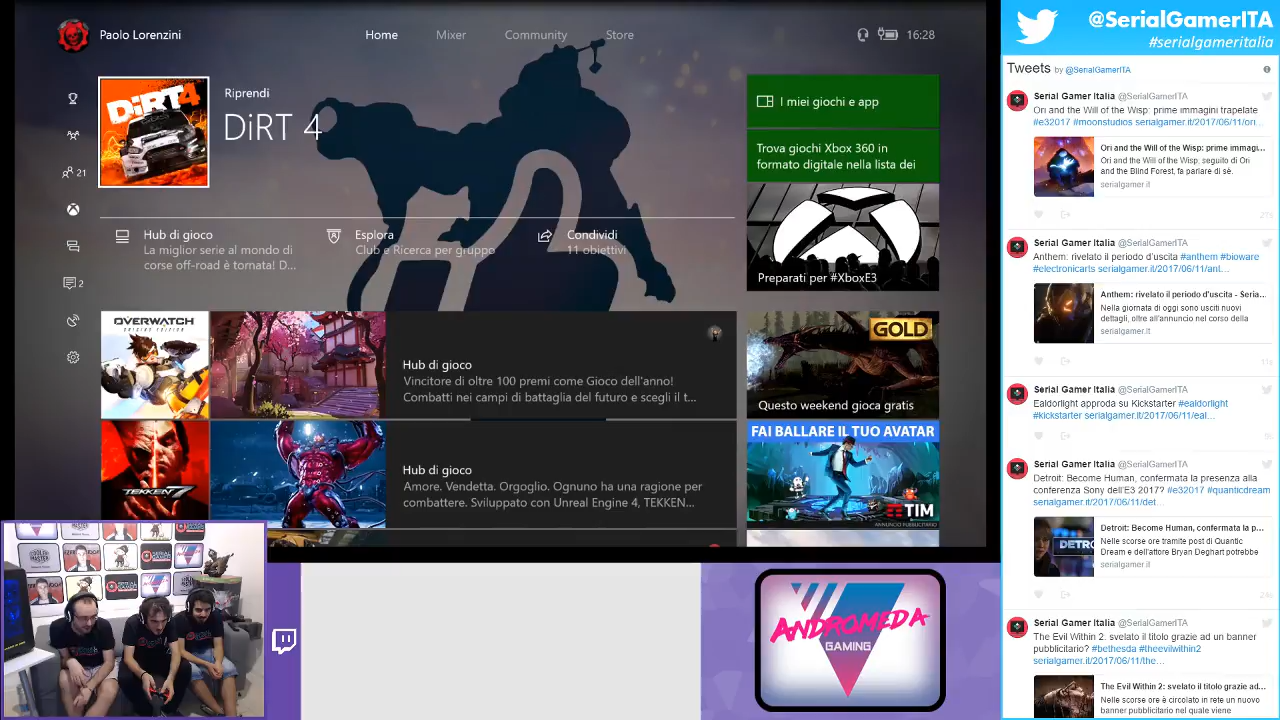 Paolo Lorenzini
Home
Mixer
Community
Store
16:28
DiRT 4
Riprendi
DiRT 4
21
2
Hub di gioco
La miglior serie al mondo di
corse off-road è tornata! D...
Esplora
Club e Ricerca per gruppo
Condividi
11 obiettivi
I miei giochi e app
Trova giochi Xbox 360 in
formato digitale nella lista dei
Preparati per #XboxE3
OVERWATCH
ORIGINS EDITION
Hub di gioco
Vincitore di oltre 100 premi come Gioco dell'anno!
Combatti nei campi di battaglia del futuro e scegli il t...
GOLD
Questo weekend gioca gratis
TEKKEN 7
Hub di gioco
Amore. Vendetta. Orgoglio. Ognuno ha una ragione per
combattere. Sviluppato con Unreal Engine 4, TEKKEN...
FAI BALLARE IL TUO AVATAR
TIM
ANNUNCIO PUBBLICITARIO
ANDROMEDA
GAMING
@SerialGamerITA
#serialgameritalia
Tweets by @SerialGamerITA
Serial Gamer Italia @SerialGamerITA
Ori and the Will of the Wisp: prime immagini trapelate
#e32017 #moonstudios serialgamer.it/2017/06/11/ori...
Ori and the Will of the Wisp: prime immagi...
Ori and the Will of the Wisp, seguito di Ori
and the Blind Forest, fa parlare di sè.
serialgamer.it
Serial Gamer Italia @SerialGamerITA
Anthem: rivelato il periodo d'uscita #anthem #bioware
#electronicarts serialgamer.it/2017/06/11/ant...
Anthem: rivelato il periodo d'uscita - Seria...
Nella giornata di oggi sono usciti nuovi
dettagli, oltre all'annuncio nel corso della
serialgamer.it
Serial Gamer Italia @SerialGamerITA
Ealdorlight approda su Kickstarter #ealdorlight
#kickstarter serialgamer.it/2017/06/11/eal...
Serial Gamer Italia @SerialGamerITA
Detroit: Become Human, confermata la presenza alla
conferenza Sony dell'E3 2017? #e32017 #quanticdream
serialgamer.it/2017/06/11/det...
DETRO
Detroit: Become Human, confermata la p...
Nelle scorse ore tramite post di Quantic
Dream e dell'attore Bryan Deghart potrebbe
serialgamer.it
Serial Gamer Italia @SerialGamerITA
The Evil Within 2: svelato il titolo grazie ad un banner
pubblicitario? #bethesda #theevilwithin2
serialgamer.it/2017/06/11/the...
The Evil Within 2: svelato il titolo grazie ad...
Nelle scorse ore è circolato in rete un nuovo
banner pubblicitario nel quale viene